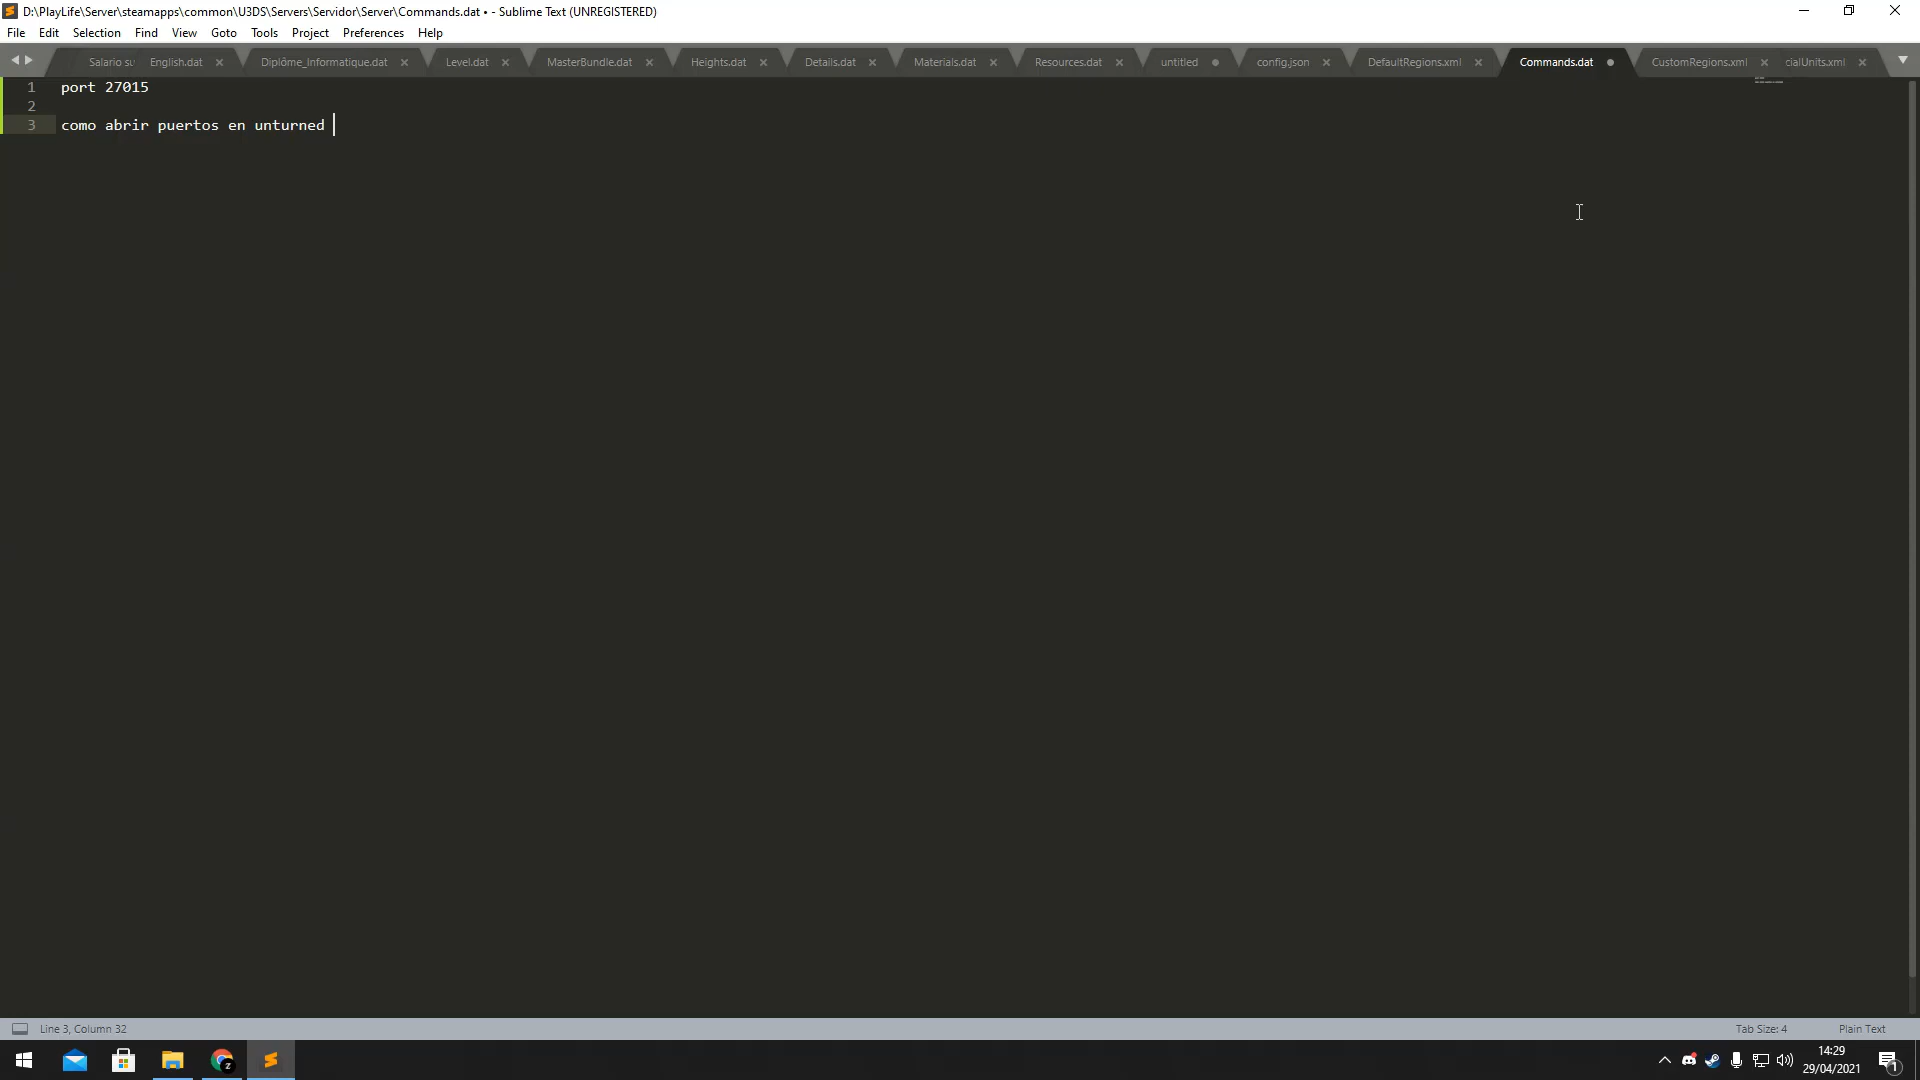 D:\PlayLife\Server\steamapps\common\U3DS\Servers\Servidor\Server\Commands.dat • - Sublime Text (UNREGISTERED)
File Edit Selection Find View Goto Tools Project Preferences Help
Salario su English.dat Diplôme_Informatique.dat Level.dat MasterBundle.dat Heights.dat Details.dat Materials.dat Resources.dat untitled config.json DefaultRegions.xml Commands.dat CustomRegions.xml cialUnits.xml
1 port 27015
2
3 como abrir puertos en unturned
Line 3, Column 32 Tab Size: 4 Plain Text
14:29
29/04/2021